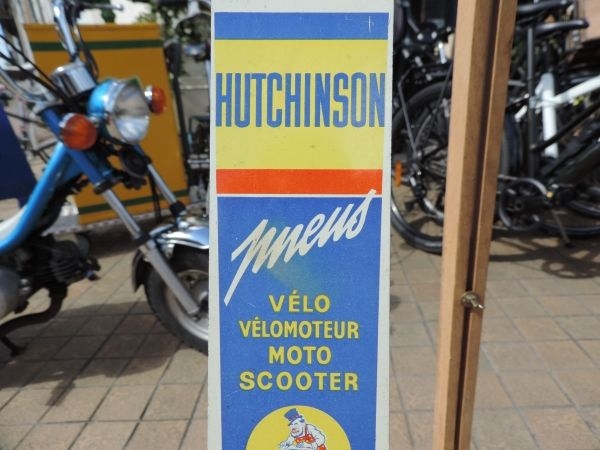 HUTCHINSON
pneus
VÉLO
VÉLOMOTEUR
MOTO
SCOOTER